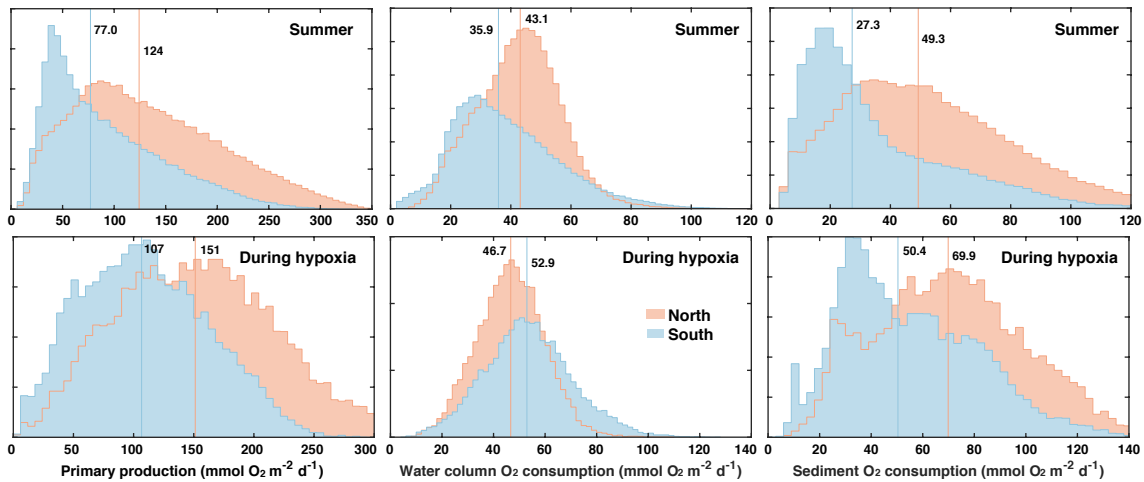 77.0
124
Summer
0 50 100 150 200 250 300 350
35.9
43.1
Summer
0 20 40 60 80 100 120
27.3
49.3
Summer
0 20 40 60 80 100 120
107
151
During hypoxia
0 50 100 150 200 250 300
Primary production (mmol O₂ m⁻² d⁻¹)
46.7
52.9
During hypoxia
North
South
0 20 40 60 80 100 120
Water column O₂ consumption (mmol O₂ m⁻² d⁻¹)
50.4
69.9
During hypoxia
0 20 40 60 80 100 120 140
Sediment O₂ consumption (mmol O₂ m⁻² d⁻¹)